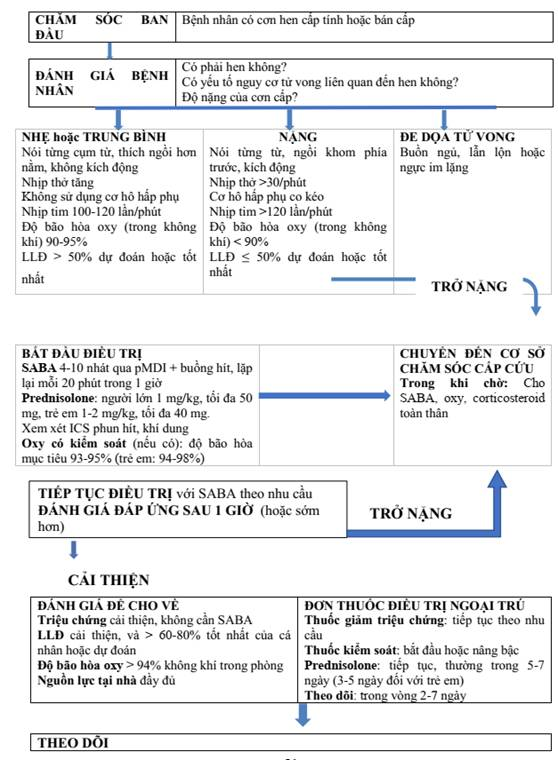 CHĂM SÓC BAN
ĐẦU
Bệnh nhân có cơn hen cấp tính hoặc bán cấp
ĐÁNH GIÁ BỆNH
NHÂN
Có phải hen không?
Có yếu tố nguy cơ tử vong liên quan đến hen không?
Độ nặng của cơn cấp?
NHẸ hoặc TRUNG BÌNH
Nói từng cụm từ, thích ngồi hơn
nằm, không kích động
Nhịp thở tăng
Không sử dụng cơ hô hấp phụ
Nhịp tim 100-120 lần/phút
Độ bão hòa oxy (trong không
khí) 90-95%
LLĐ > 50% dự đoán hoặc tốt
nhất
NẶNG
Nói từng từ, ngồi khom phía
trước, kích động
Nhịp thở >30/phút
Cơ hô hấp phụ co kéo
Nhịp tim >120 lần/phút
Độ bão hòa oxy (trong không
khí) < 90%
LLĐ ≤ 50% dự đoán hoặc tốt
nhất
ĐE DỌA TỬ VONG
Buồn ngủ, lẫn lộn hoặc
ngực im lặng
TRỞ NẶNG
BẮT ĐẦU ĐIỀU TRỊ
SABA 4-10 nhát qua pMDI + buồng hít, lặp
lại mỗi 20 phút trong 1 giờ
Prednisolone: người lớn 1 mg/kg, tối đa 50
mg, trẻ em 1-2 mg/kg, tối đa 40 mg.
Xem xét ICS phun hít, khí dung
Oxy có kiểm soát (nếu có): độ bão hòa
mục tiêu 93-95% (trẻ em: 94-98%)
CHUYỂN ĐẾN CƠ SỞ
CHĂM SÓC CẤP CỨU
Trong khi chờ: Cho
SABA, oxy, corticosteroid
toàn thân
TIẾP TỤC ĐIỀU TRỊ với SABA theo nhu cầu
ĐÁNH GIÁ ĐÁP ỨNG SAU 1 GIỜ (hoặc sớm
hơn)
TRỞ NẶNG
CẢI THIỆN
ĐÁNH GIÁ ĐỂ CHO VỀ
Triệu chứng cải thiện, không cần SABA
LLĐ cải thiện, và > 60-80% tốt nhất của cá
nhân hoặc dự đoán
Độ bão hòa oxy > 94% không khí trong phòng
Nguồn lực tại nhà đầy đủ
ĐƠN THUỐC ĐIỀU TRỊ NGOẠI TRÚ
Thuốc giảm triệu chứng: tiếp tục theo nhu
cầu
Thuốc kiểm soát: bắt đầu hoặc nâng bậc
Prednisolone: tiếp tục, thường trong 5-7
ngày (3-5 ngày đối với trẻ em)
Theo dõi: trong vòng 2-7 ngày
THEO DÕI